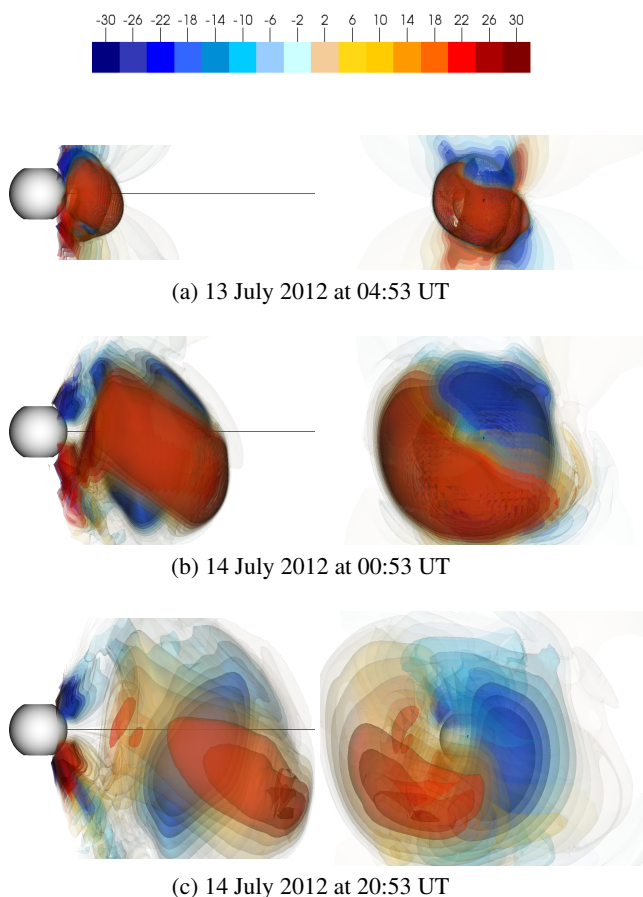 -30 -26 -22 -18 -14 -10 -6 -2 2 6 10 14 18 22 26 30
(a) 13 July 2012 at 04:53 UT
(b) 14 July 2012 at 00:53 UT
(c) 14 July 2012 at 20:53 UT